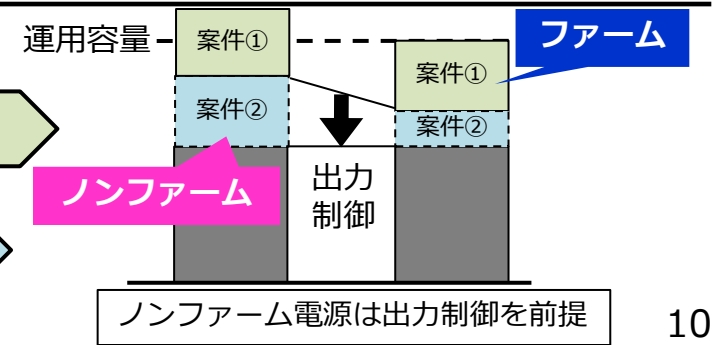 運用容量
案件①
ファーム
案件①
案件②
案件②
ノンファーム
出力
制御
ノンファーム電源は出力制御を前提
10